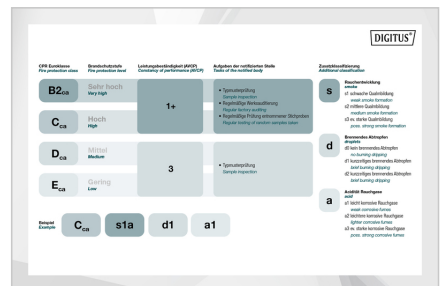 DIGITUS®
CPR Euroklasse
Fire protection class
Brandschutzstufe
Fire protection level
Leistungsbeständigkeit (AVCP)
Constancy of performance (AVCP)
Aufgaben der notifizierten Stelle
Tasks of the notified body
Zusatzklassifizierung
Additional classification
B2ca
Sehr hoch
Very high
Cca
Hoch
High
1+
• Typmusterprüfung
Sample inspection
• Regelmäßige Werksauditierung
Regular factory auditing
• Regelmäßige Prüfung entnommener Stichproben
Regular testing of random samples taken
Dca
Mittel
Medium
Eca
Gering
Low
3
• Typmusterprüfung
Sample inspection
s
Rauchentwicklung
smoke
s1 schwache Qualmbildung
weak smoke formation
s2 mittlere Qualmbildung
medium smoke formation
s3 ev. starke Qualmbildung
poss. strong smoke formation
d
Brennendes Abtropfen
droplets
d0 kein brennendes Abtropfen
no burning dripping
d1 kurzzeitiges brennendes Abtropfen
brief burning dripping
d2 kurzzeitiges brennendes Abtropfen
brief burning dripping
a
Acidität Rauchgase
acid
a1 leicht korrosive Rauchgase
weak corrosive fumes
a2 leichtere korrosive Rauchgase
lighter corrosive fumes
a3 ev. starke korrosive Rauchgase
poss. strong corrosive fumes
Beispiel
Example
Cca
s1a
d1
a1